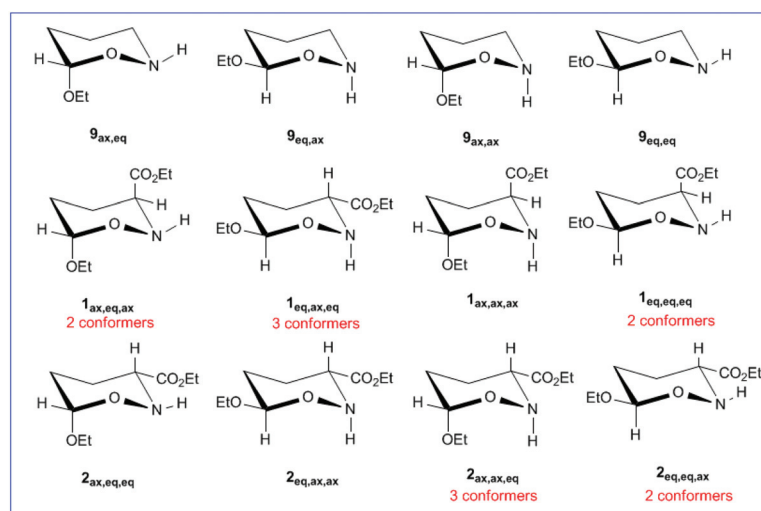 H O N H
OEt
9ax,eq
EtO O N
H H
9eq,ax
H O N
OEt H
9ax,ax
EtO O N H
H
9eq,eq
CO2Et
H
H O N H
OEt
1ax,eq,ax
2 conformers
H
CO2Et
EtO O N
H H
1eq,ax,eq
3 conformers
CO2Et
H
H O N
OEt H
1ax,ax,ax
CO2Et
H
EtO O N H
H
1eq,eq,eq
2 conformers
H
CO2Et
H O N H
OEt
2ax,eq,eq
H
CO2Et
EtO O N
H H
2eq,ax,ax
H
CO2Et
H O N
OEt H
2ax,ax,eq
3 conformers
H
CO2Et
EtO O N H
H
2eq,eq,ax
2 conformers